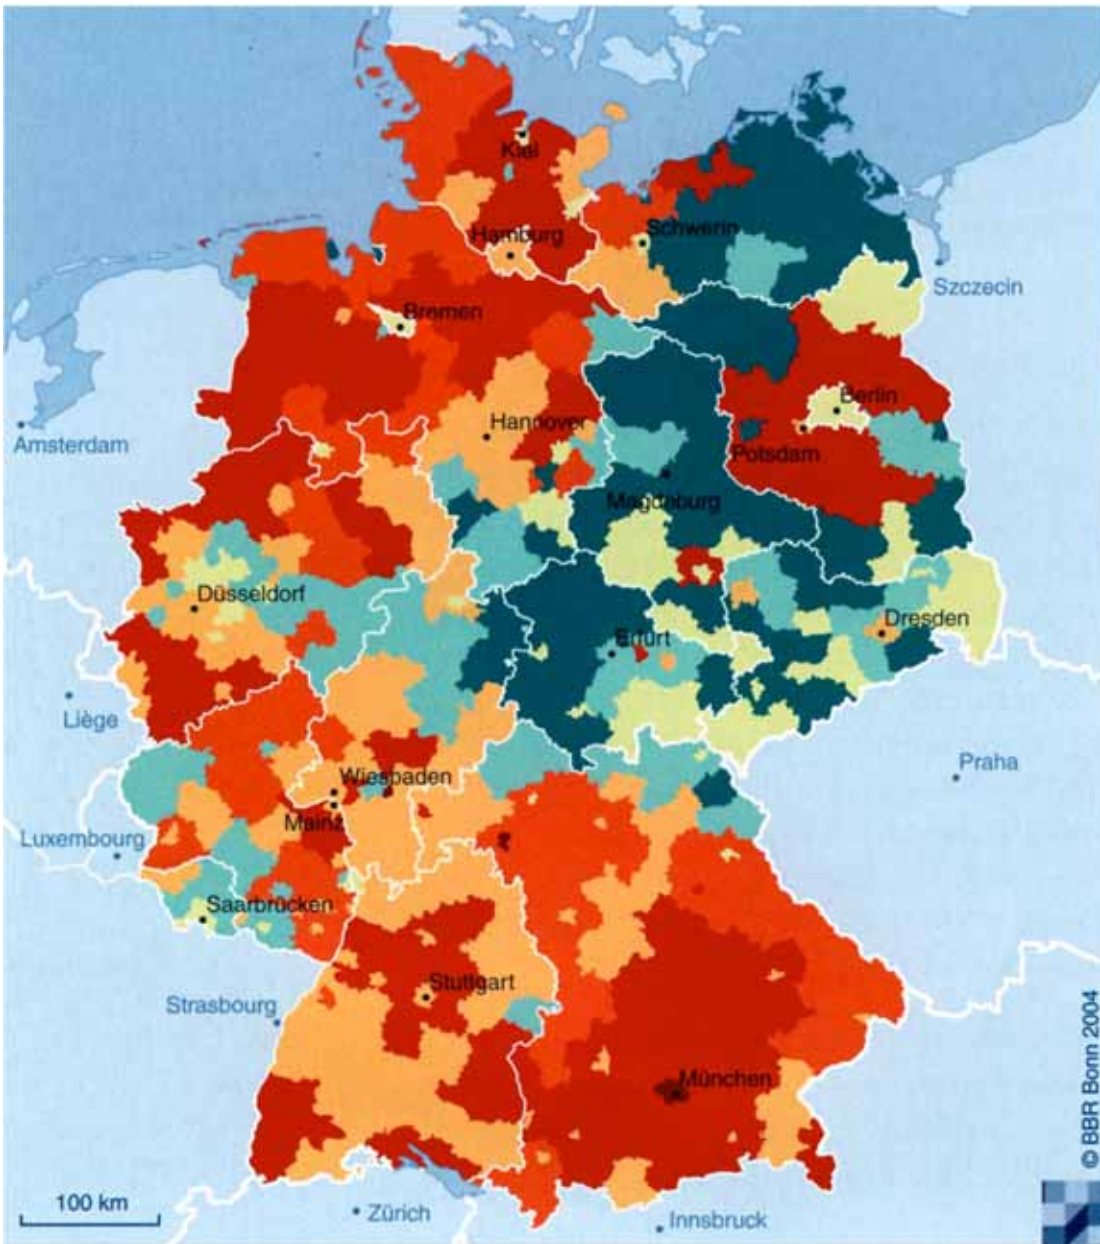 Kiel
Hamburg
Schwerin
Szczecin
Bremen
Berlin
Amsterdam
Hannover
Potsdam
Magdeburg
Düsseldorf
Dresden
Erfurt
Liège
Praha
Wiesbaden
Mainz
Luxembourg
Saarbrücken
Stuttgart
Strasbourg
München
© BBR Bonn 2004
100 km
Zürich
Innsbruck